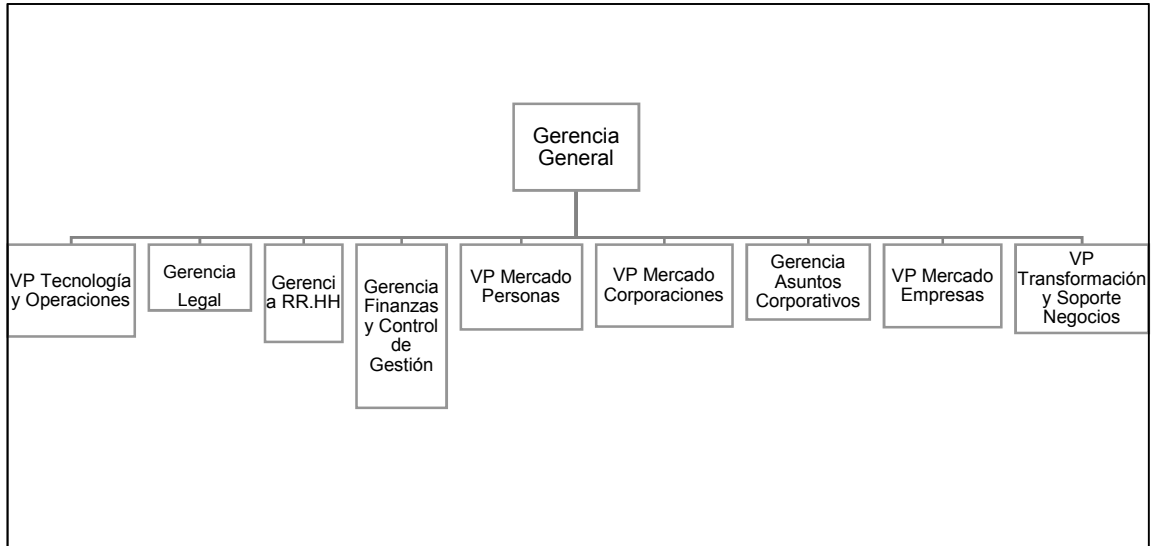 Gerencia
General
VP Tecnología
y Operaciones
Gerencia
Legal
Gerenci
a RR.HH
Gerencia
Finanzas
y Control
de
Gestión
VP Mercado
Personas
VP Mercado
Corporaciones
Gerencia
Asuntos
Corporativos
VP Mercado
Empresas
VP
Transformación
y Soporte
Negocios